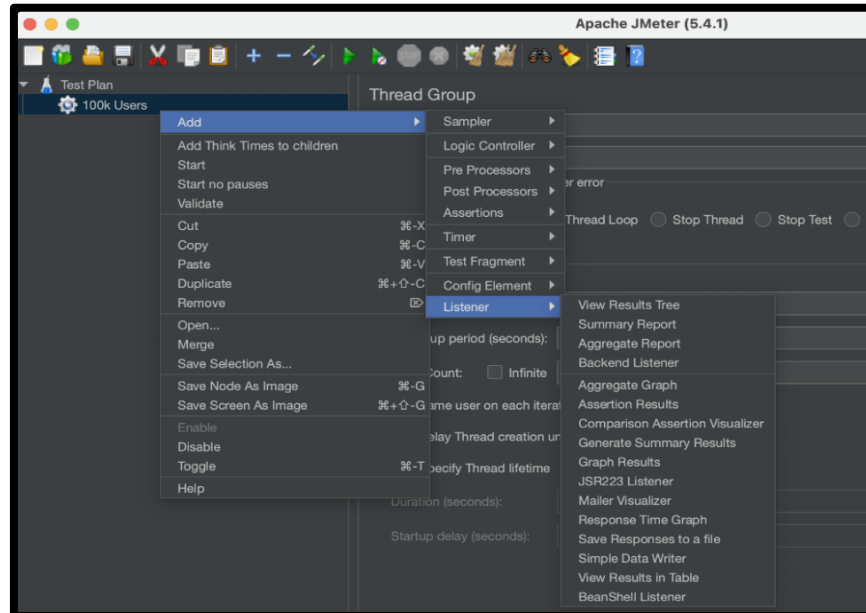 Apache JMeter (5.4.1)
STOP
Test Plan
100k Users
Thread Group
Add
Add Think Times to children
Start
Start no pauses
Validate
Cut ⌘-X
Copy ⌘-C
Paste ⌘-V
Duplicate ⌘+⇧-C
Remove ⌦
Open...
Merge
Save Selection As...
Save Node As Image ⌘-G
Save Screen As Image ⌘+⇧-G
Enable
Disable
Toggle ⌘-T
Help
Sampler
Logic Controller
Pre Processors
Post Processors
Assertions
Timer
Test Fragment
Config Element
Listener
View Results Tree
Summary Report
Aggregate Report
Backend Listener
Aggregate Graph
Assertion Results
Comparison Assertion Visualizer
Generate Summary Results
Graph Results
JSR223 Listener
Mailer Visualizer
Response Time Graph
Save Responses to a file
Simple Data Writer
View Results in Table
BeanShell Listener
er error
Thread Loop Stop Thread Stop Test
up period (seconds):
Count: Infinite
ame user on each iterat
elay Thread creation un
pecify Thread lifetime
Duration (seconds):
Startup delay (seconds):